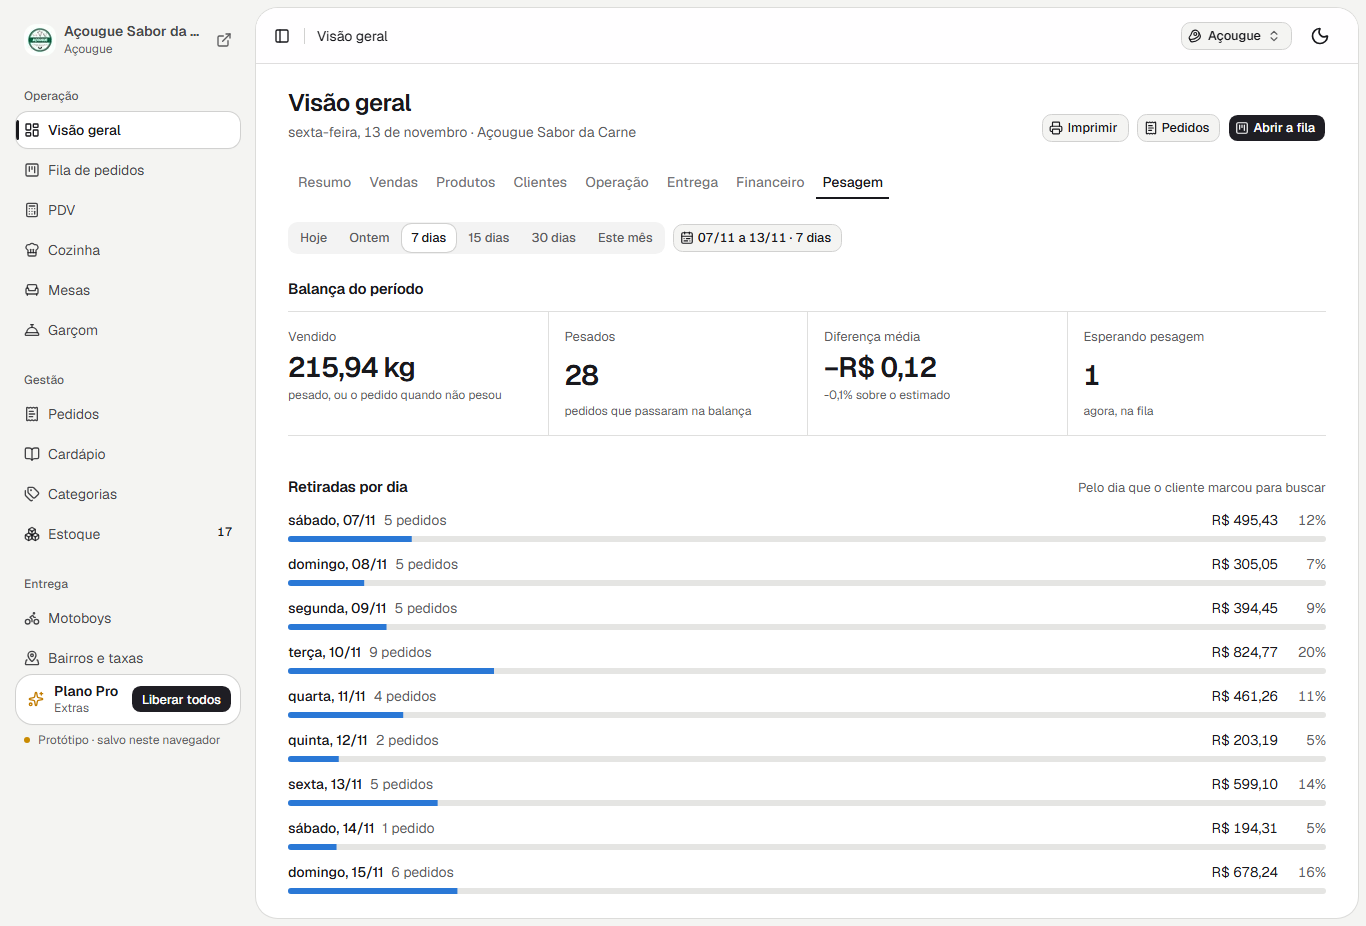 Açougue Sabor da ...
Açougue
Operação
Visão geral
Fila de pedidos
PDV
Cozinha
Mesas
Garçom
Gestão
Pedidos
Cardápio
Categorias
Estoque 17
Entrega
Motoboys
Bairros e taxas
Plano Pro
Extras
Liberar todos
Protótipo · salvo neste navegador
Visão geral
Açougue
Visão geral
sexta-feira, 13 de novembro · Açougue Sabor da Carne
Imprimir Pedidos Abrir a fila
Resumo Vendas Produtos Clientes Operação Entrega Financeiro Pesagem
Hoje Ontem 7 dias 15 dias 30 dias Este mês 07/11 a 13/11 · 7 dias
Balança do período
Vendido
215,94 kg
pesado, ou o pedido quando não pesou
Pesados
28
pedidos que passaram na balança
Diferença média
−R$ 0,12
-0,1% sobre o estimado
Esperando pesagem
1
agora, na fila
Retiradas por dia
Pelo dia que o cliente marcou para buscar
sábado, 07/11 5 pedidos R$ 495,43 12%
domingo, 08/11 5 pedidos R$ 305,05 7%
segunda, 09/11 5 pedidos R$ 394,45 9%
terça, 10/11 9 pedidos R$ 824,77 20%
quarta, 11/11 4 pedidos R$ 461,26 11%
quinta, 12/11 2 pedidos R$ 203,19 5%
sexta, 13/11 5 pedidos R$ 599,10 14%
sábado, 14/11 1 pedido R$ 194,31 5%
domingo, 15/11 6 pedidos R$ 678,24 16%